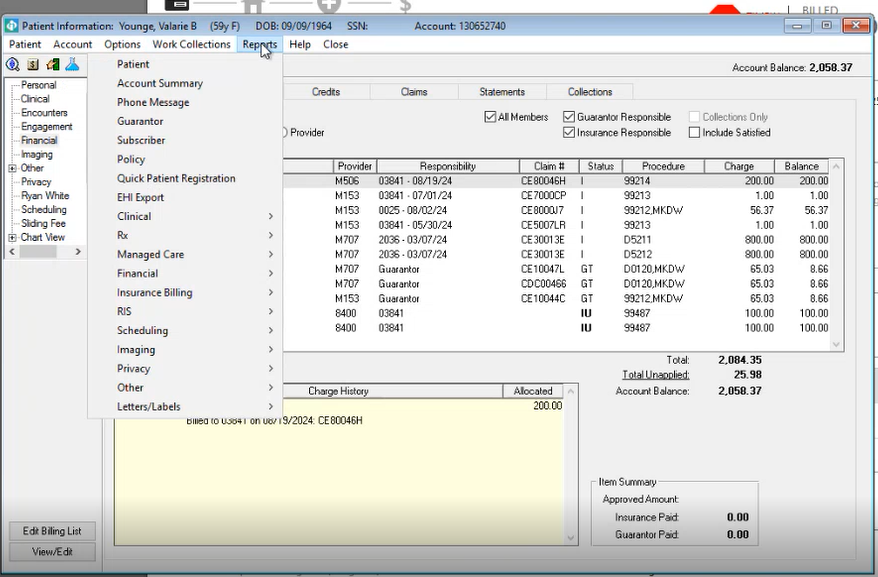 BILLED
Patient Information: Younge, Valarie B (59y F) DOB: 09/09/1964 SSN: Account: 130652740
Patient Account Options Work Collections Reports Help Close
Account Balance: 2,058.37
Personal
Clinical
Encounters
Engagement
Financial
Imaging
Other
Privacy
Ryan White
Scheduling
Sliding Fee
Chart View
Patient
Account Summary
Phone Message
Guarantor
Subscriber
Policy
Quick Patient Registration
EHI Export
Clinical
Rx
Managed Care
Financial
Insurance Billing
RIS
Scheduling
Imaging
Privacy
Other
Letters/Labels
Credits Claims Statements Collections
All Members Guarantor Responsible Collections Only
Provider Insurance Responsible Include Satisfied
Provider Responsibility Claim # Status Procedure Charge Balance
M506 03841 - 08/19/24 CE80046H I 99214 200.00 200.00
M153 03841 - 07/01/24 CE7000CP I 99213 1.00 1.00
M153 0025 - 08/02/24 CE8000J7 I 99212,MKDW 56.37 56.37
M153 03841 - 05/30/24 CE5007LR I 99213 1.00 1.00
M707 2036 - 03/07/24 CE30013E I D5211 800.00 800.00
M707 2036 - 03/07/24 CE30013E I D5212 800.00 800.00
M707 Guarantor CE10047L GT D0120,MKDW 65.03 8.66
M707 Guarantor CDC00466 GT D0120,MKDW 65.03 8.66
M153 Guarantor CE10044C GT 99212,MKDW 65.03 8.66
8400 03841 IU 99487 100.00 100.00
8400 03841 IU 99487 100.00 100.00
Total: 2,084.35
Total Unapplied: 25.98
Account Balance: 2,058.37
Charge History Allocated
200.00
Billed to 03841 on 08/19/2024: CE80046H
Item Summary
Approved Amount:
Insurance Paid: 0.00
Guarantor Paid: 0.00
Edit Billing List
View/Edit